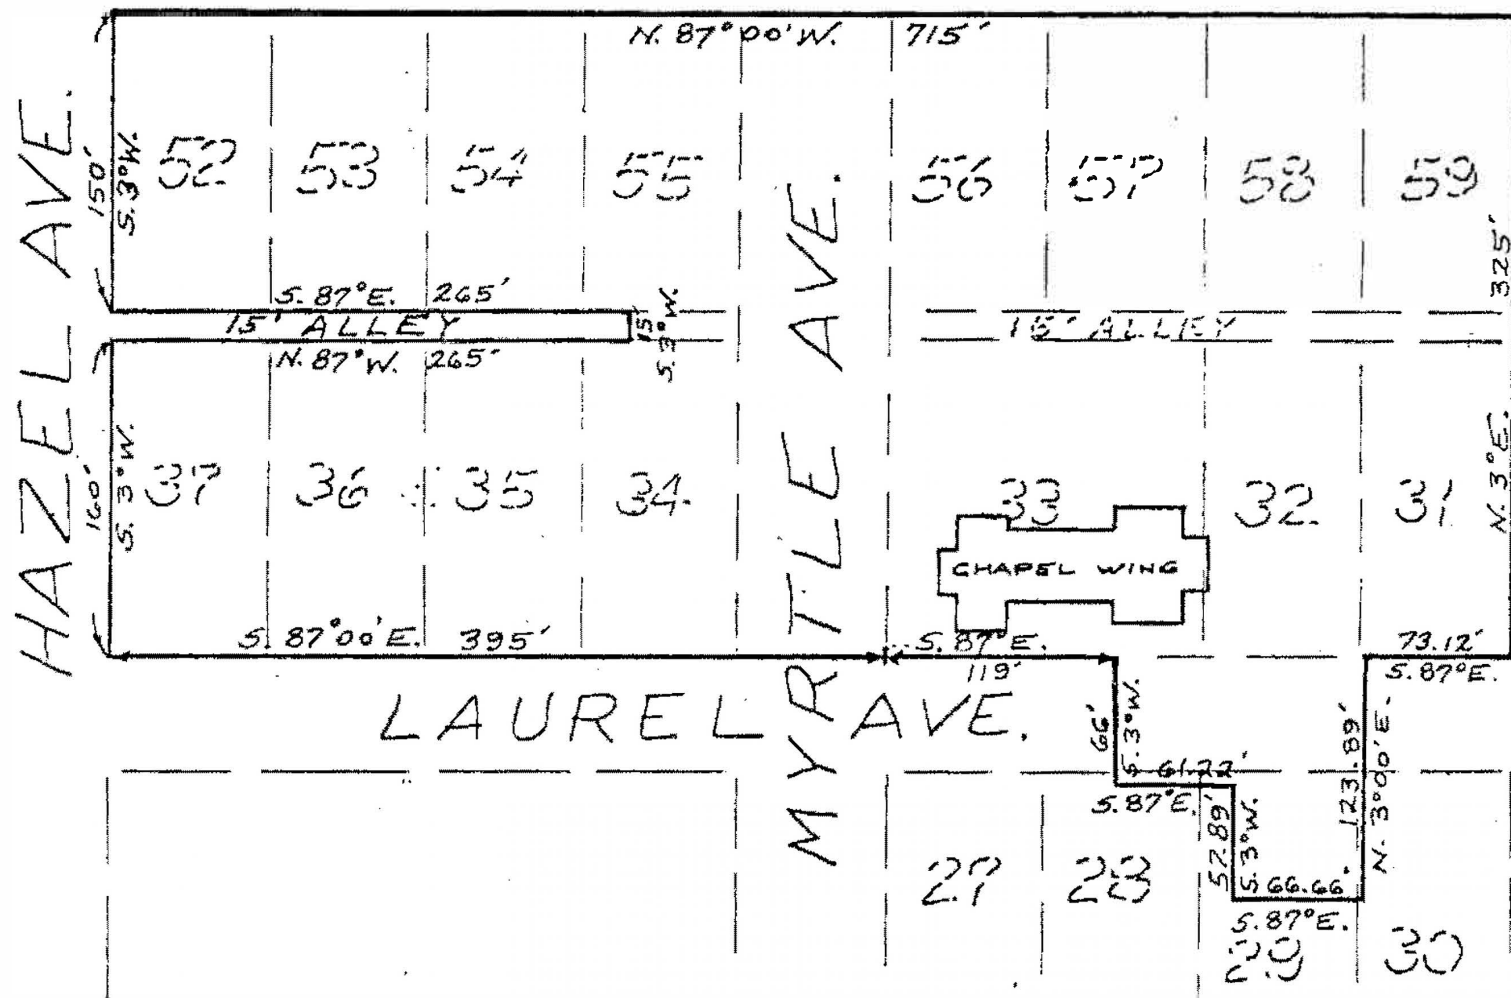 N. 87°00'W. 715'
HAZEL AVE.
150'
S.3°W.
52 53 54 55 56 57 58 59
MYRTLE AVE.
325'
N. 3°E.
S. 87°E. 265'
15' ALLEY
15'
S.3°W.
15' ALLEY
N. 87°W. 265'
160'
S. 3°W.
37 36 35 34 33 32 31
CHAPEL WING
S. 87°00'E. 395'
S. 87°E.
119'
73.12'
S. 87°E.
LAUREL AVE.
66'
S.3°W.
61.22'
S.87°E.
57.89'
S.3°W.
66.66'
S.87°E.
123.89'
N. 3°00'E.
27 28 29 30